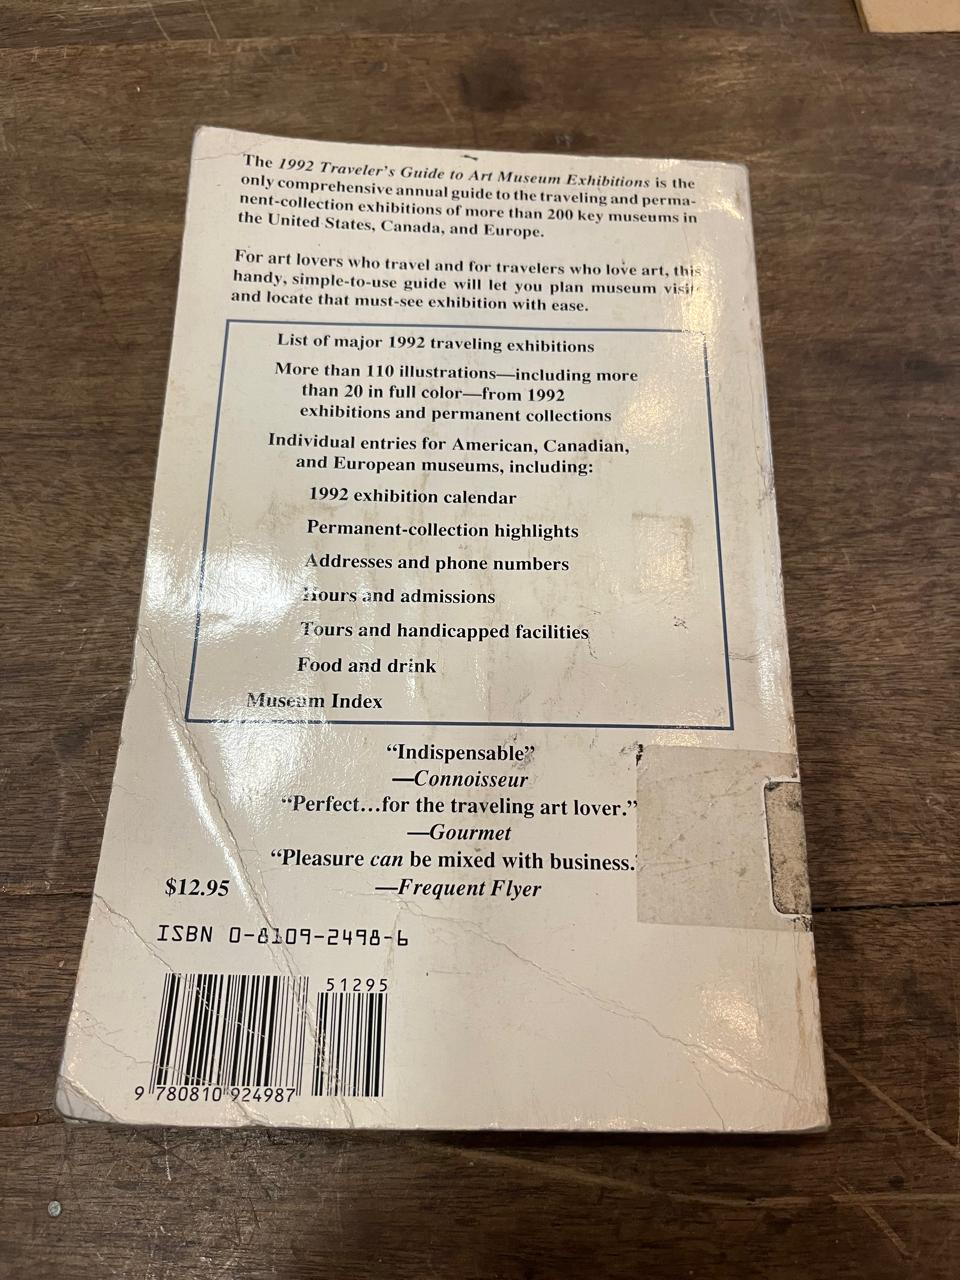 The 1992 Traveler's Guide to Art Museum Exhibitions is the
only comprehensive annual guide to the traveling and perma-
nent-collection exhibitions of more than 200 key museums in
the United States, Canada, and Europe.
For art lovers who travel and for travelers who love art, this
handy, simple-to-use guide will let you plan museum visits
and locate that must-see exhibition with ease.
List of major 1992 traveling exhibitions
More than 110 illustrations—including more
than 20 in full color—from 1992
exhibitions and permanent collections
Individual entries for American, Canadian,
and European museums, including:
1992 exhibition calendar
Permanent-collection highlights
Addresses and phone numbers
Hours and admissions
Tours and handicapped facilities
Food and drink
Museum Index
“Indispensable”
—Connoisseur
“Perfect...for the traveling art lover.”
—Gourmet
“Pleasure can be mixed with business.”
$12.95 —Frequent Flyer
ISBN 0-8109-2498-6
51295
9 780810 924987